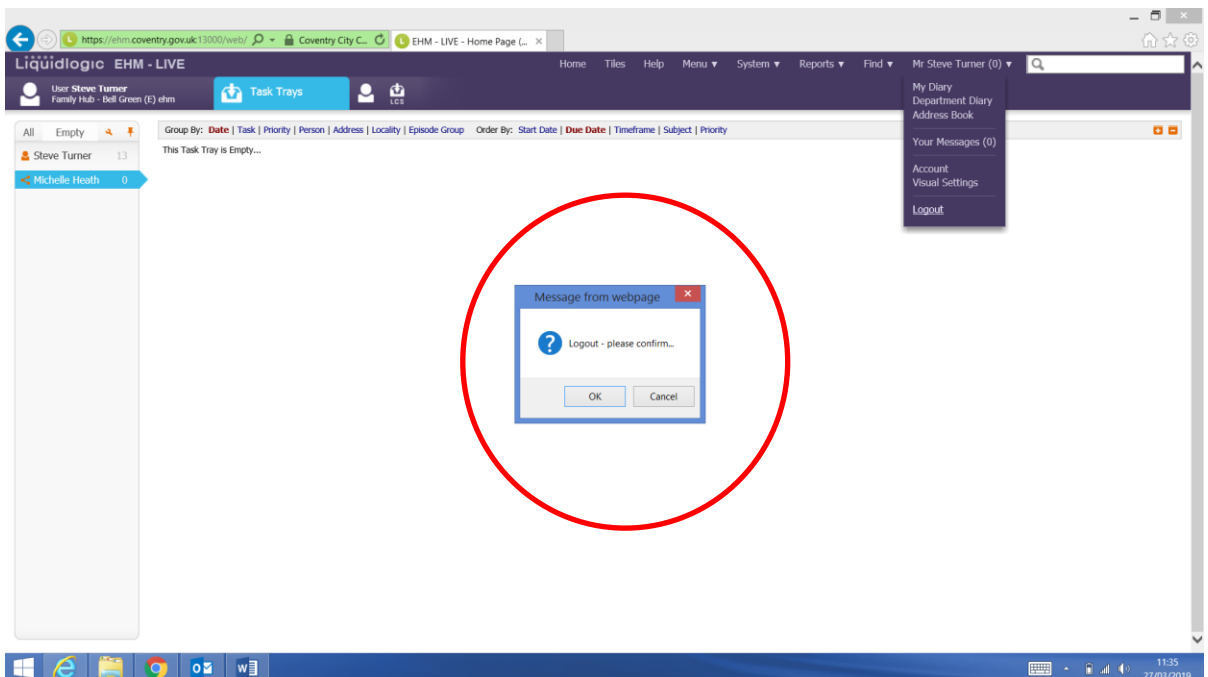 https://ehm.coventry.gov.uk:13000/web/ Coventry City C... EHM - LIVE - Home Page (...
Liquidlogic EHM - LIVE Home Tiles Help Menu System Reports Find Mr Steve Turner (0)
User Steve Turner
Family Hub - Bell Green (E) ehm
Task Trays
LCS
My Diary
Department Diary
Address Book
Your Messages (0)
Account
Visual Settings
Logout
All Empty
Group By: Date | Task | Priority | Person | Address | Locality | Episode Group Order By: Start Date | Due Date | Timeframe | Subject | Priority
Steve Turner 13
This Task Tray is Empty...
Michelle Heath 0
Message from webpage
Logout - please confirm...
OK Cancel
11:35
27/03/2019